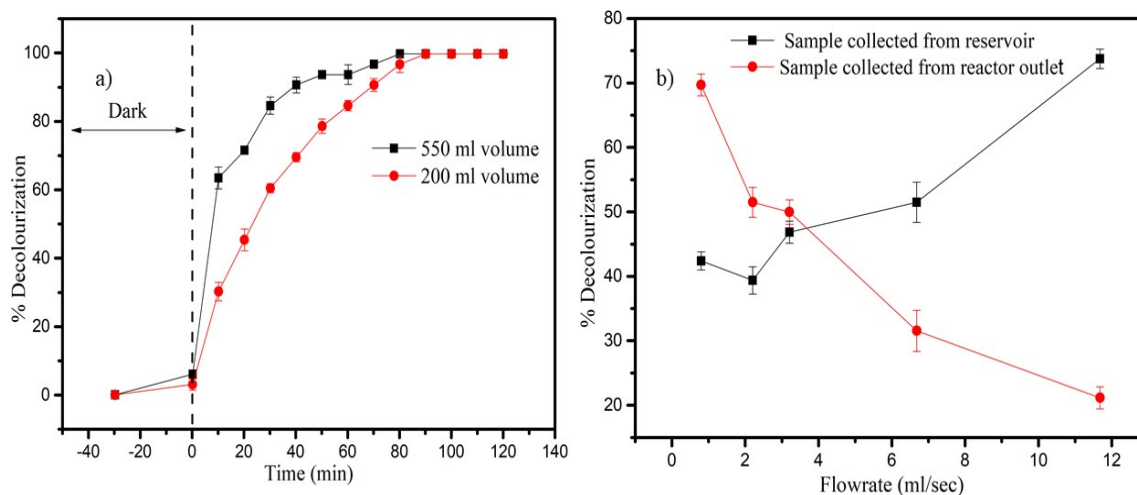 a)
Dark
550 ml volume
200 ml volume
% Decolourization
100
80
60
40
20
0
-40 -20 0 20 40 60 80 100 120 140
Time (min)
b)
Sample collected from reservoir
Sample collected from reactor outlet
% Decolorization
80
70
60
50
40
30
20
0 2 4 6 8 10 12
Flowrate (ml/sec)